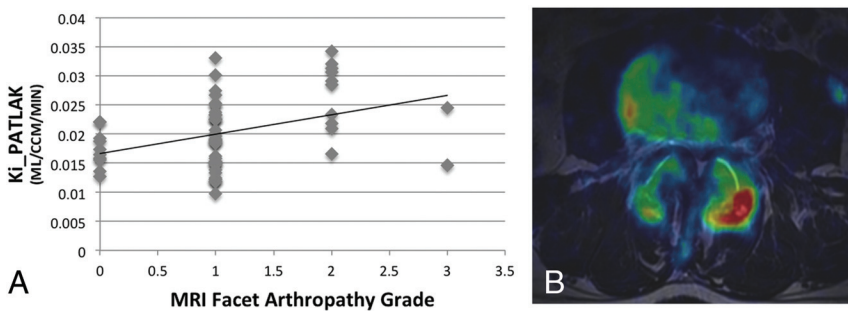 0.04
0.035
0.03
0.025
0.02
0.015
0.01
0.005
0
Ki_PATLAK
(ML/CCM/MIN)
0 0.5 1 1.5 2 2.5 3 3.5
MRI Facet Arthropathy Grade
A
B